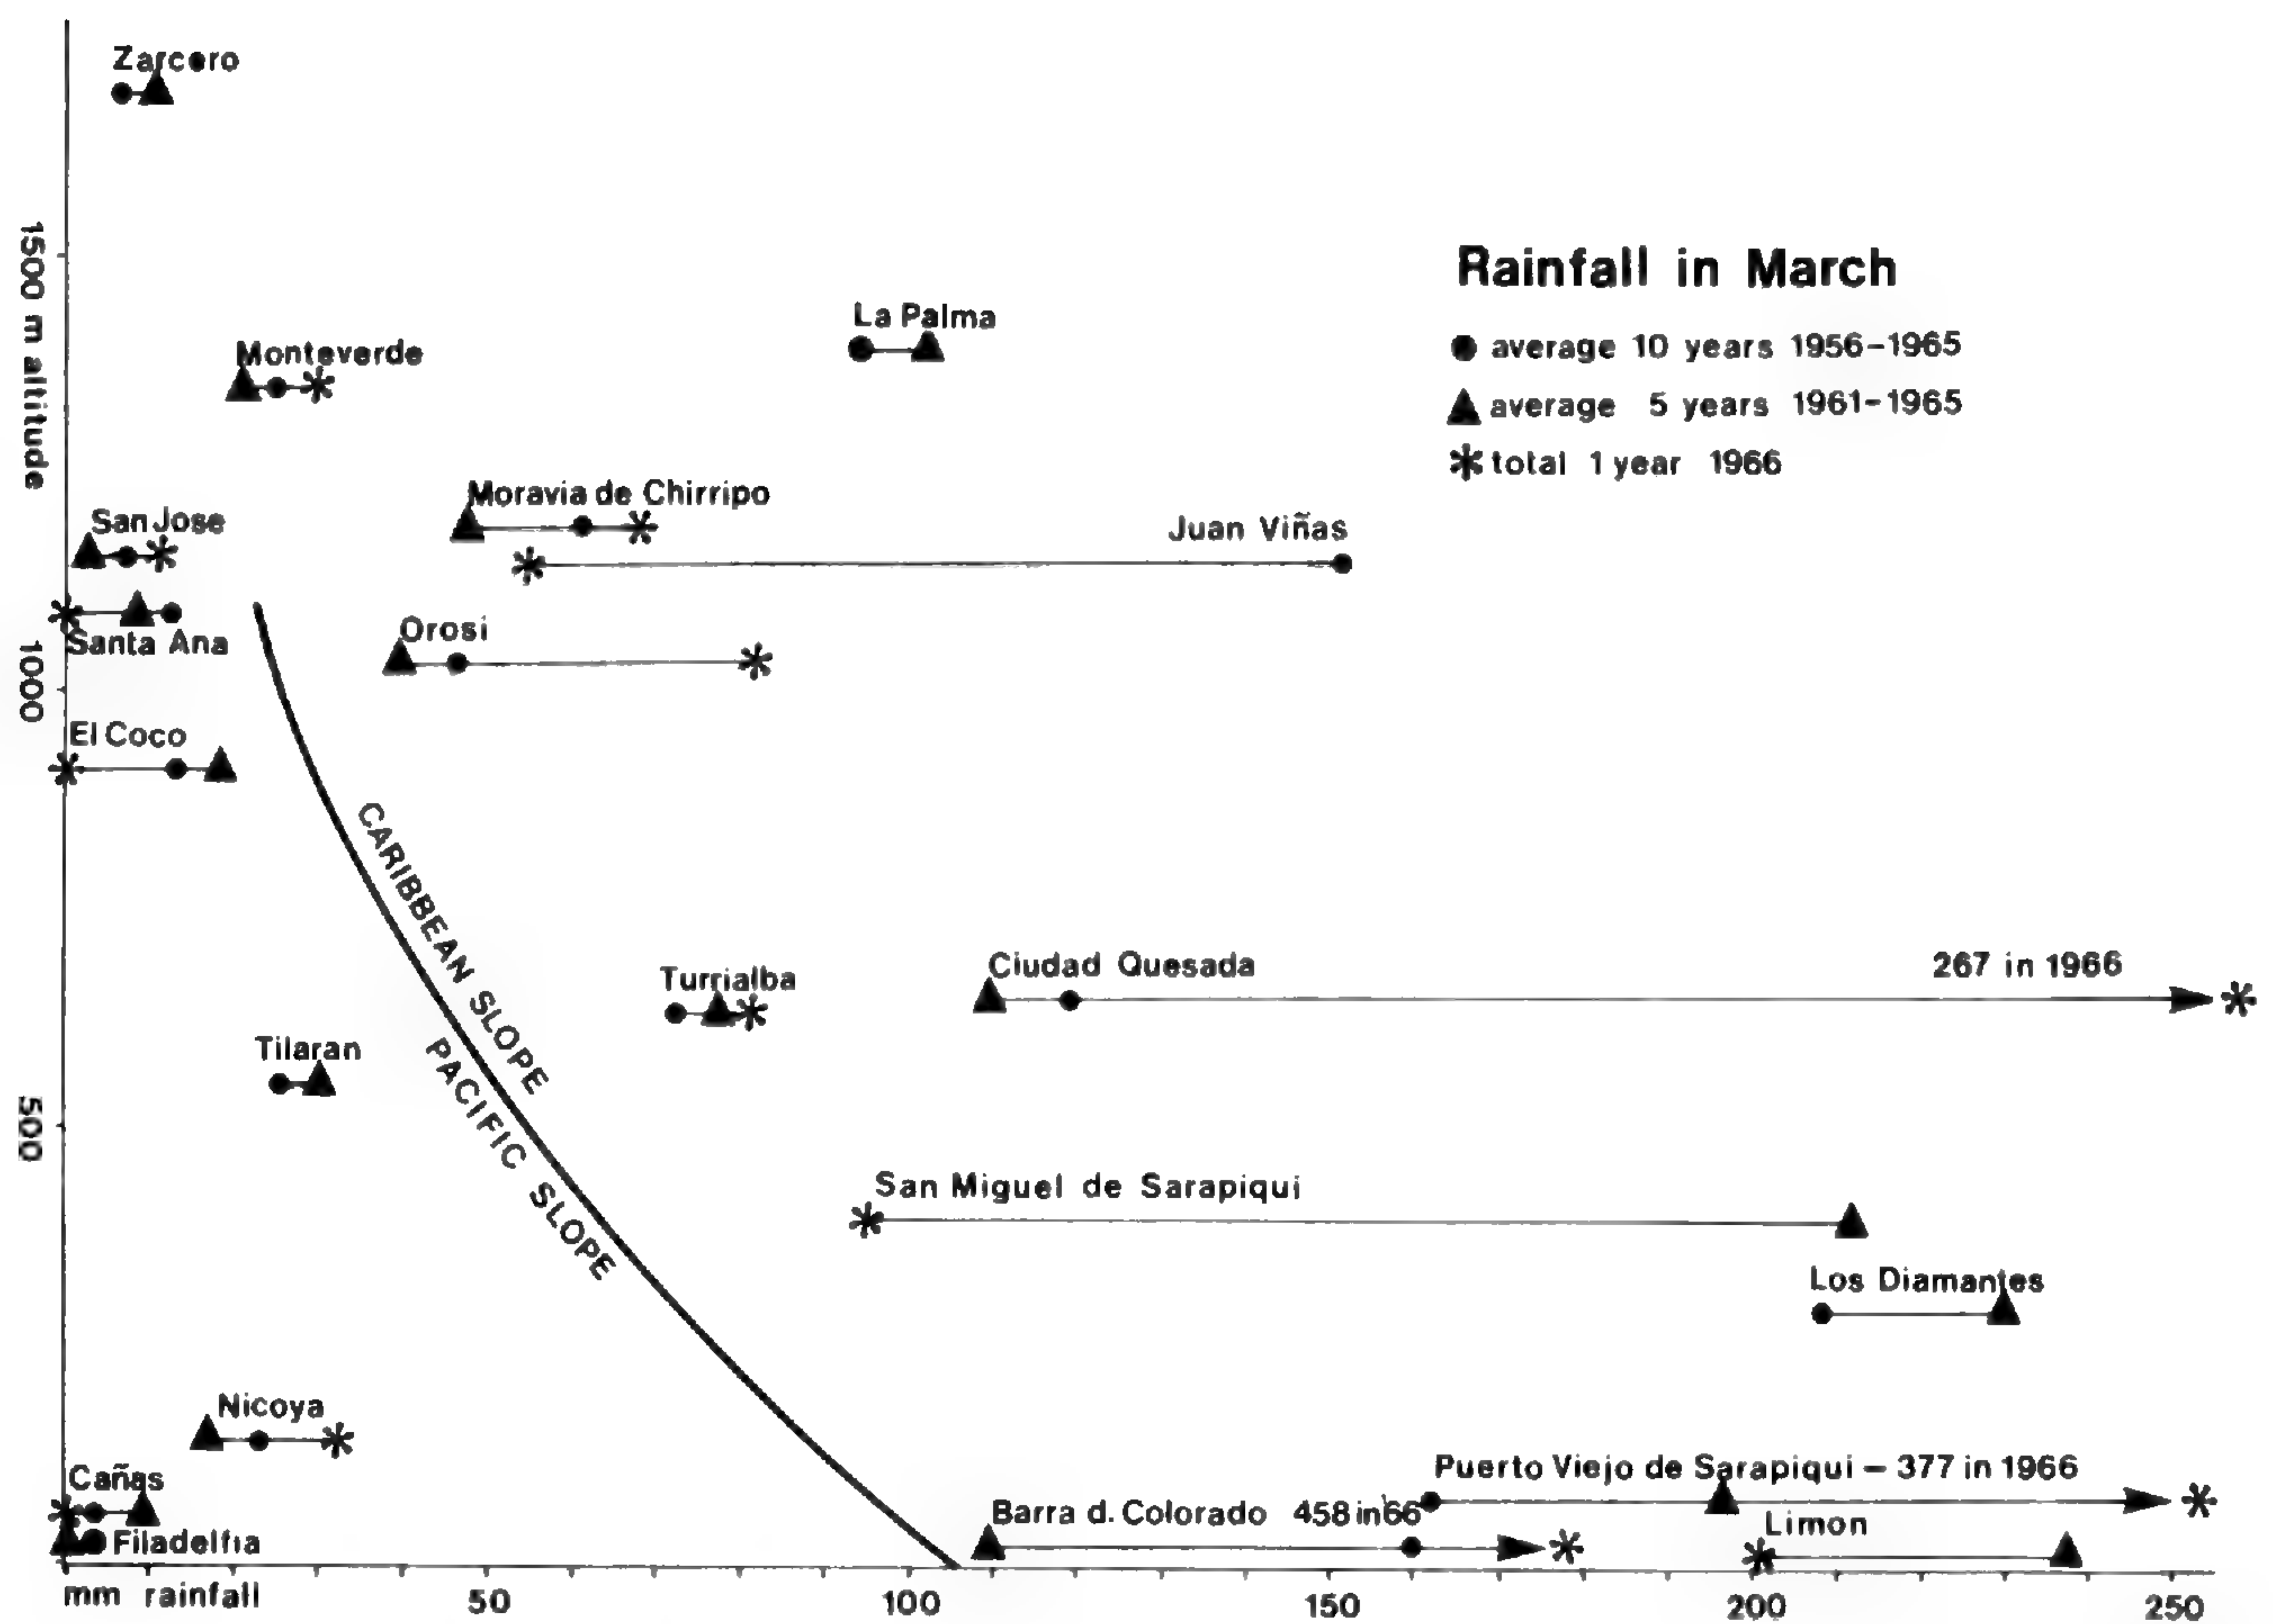 Zarcero
1500 m altitude
La Palma
Rainfall in March
average 10 years 1956-1965
average 5 years 1961-1965
total 1 year 1966
Monteverde
Moravia de Chirripo
San Jose
Juan Viñas
Santa Ana
Orosi
1000
El Coco
CARIBBEAN SLOPE
PACIFIC SLOPE
Turrialba
Ciudad Quesada
267 in 1966
Tilaran
500
San Miguel de Sarapiqui
Los Diamantes
Nicoya
Cañas
Puerto Viejo de Sarapiqui – 377 in 1966
Barra d. Colorado 458 in'66
Limon
Filadelfia
mm rainfall 50 100 150 200 250